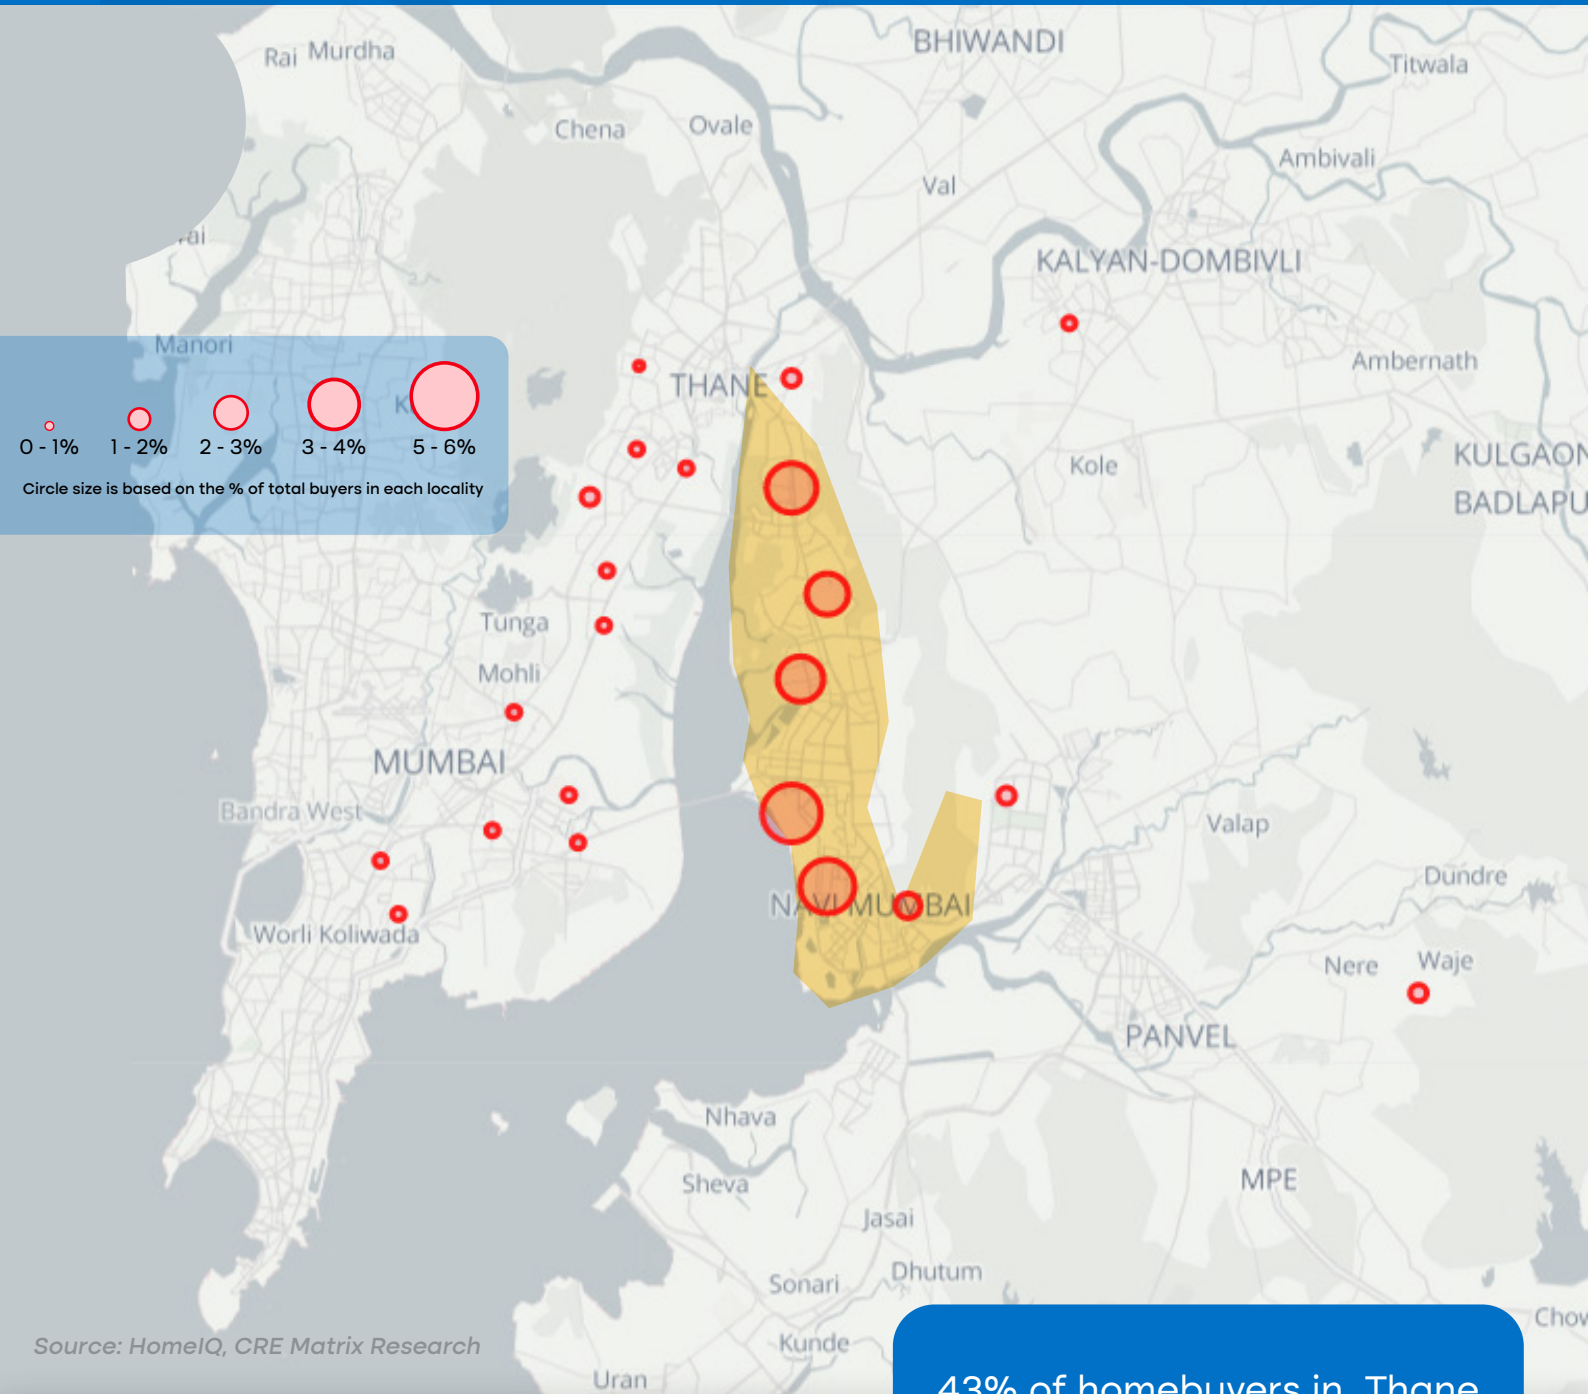 BHIWANDI
Rai Murdha
Titwala
Chena
Ovale
Ambivali
Val
KALYAN-DOMBIVLI
Manori
THANE
Ambernath
0 - 1%
1 - 2%
2 - 3%
3 - 4%
5 - 6%
Circle size is based on the % of total buyers in each locality
Kole
Tunga
Mohli
MUMBAI
Bandra West
Valap
Dundre
NAVI MUMBAI
Worli Koliwada
Nere
Waje
PANVEL
Nhava
Sheva
MPE
Jasai
Dhutum
Sonari
Kunde
Source: HomeIQ, CRE Matrix Research
Uran
43% of homebuyers in Thane